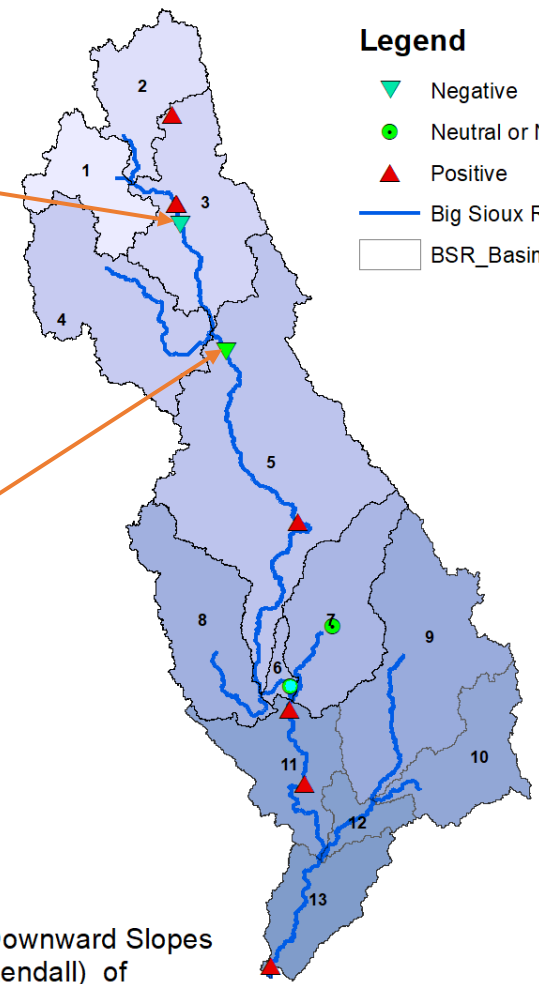 Legend
Negative
Neutral or N
Positive
Big Sioux R
BSR_Basin
2
1
3
4
5
8
7
9
6
10
11
12
13
ownward Slopes
endall) of